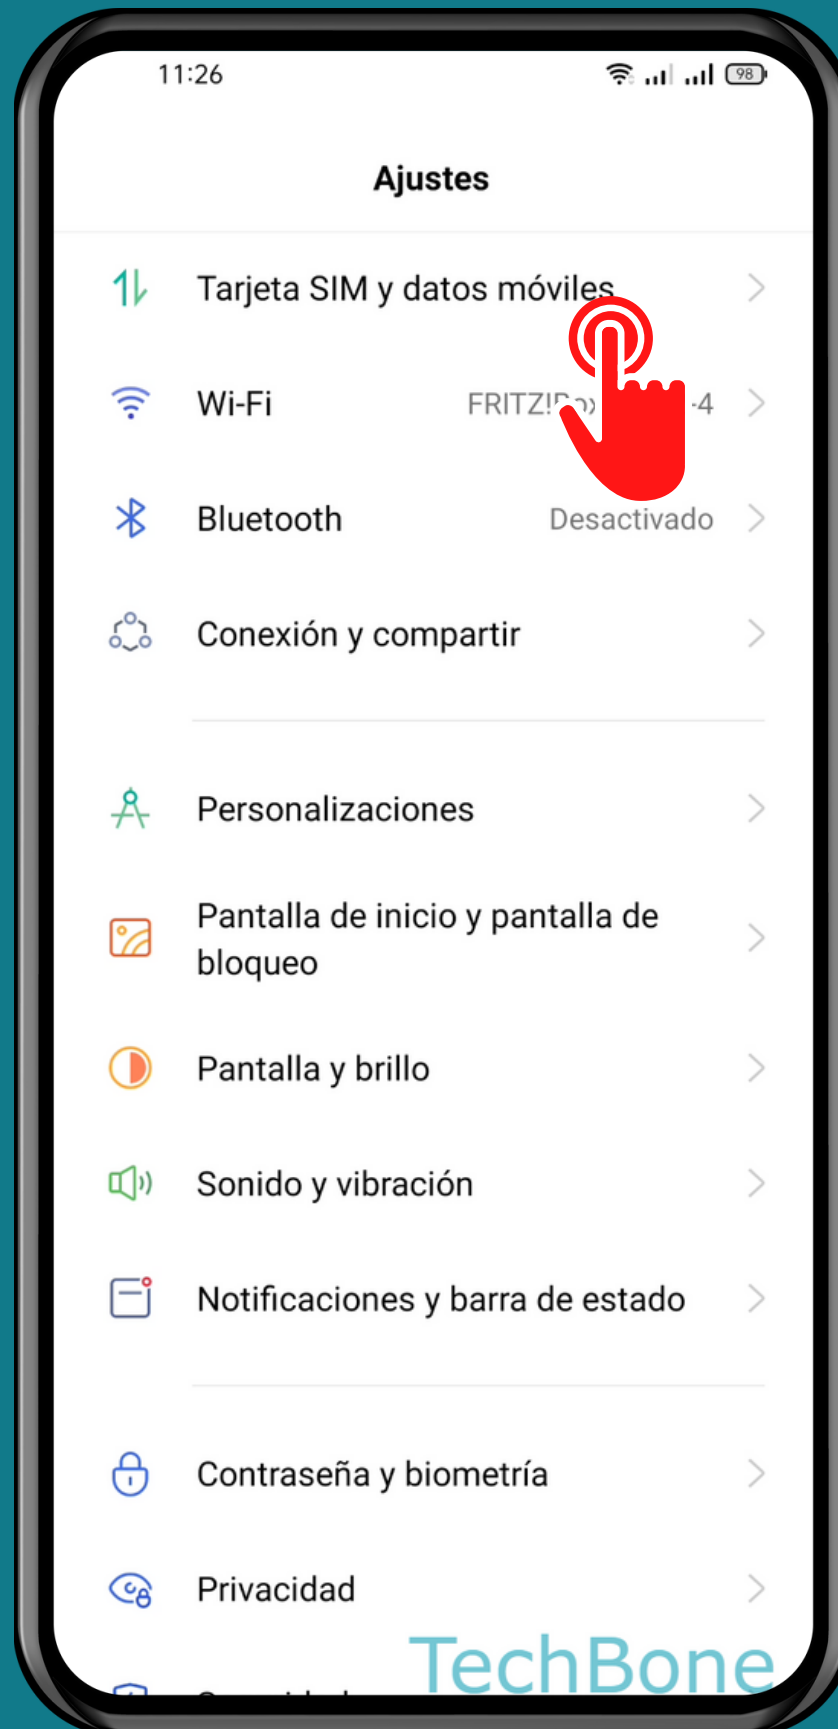 11:26
98
Ajustes
Tarjeta SIM y datos móviles
Wi-Fi
Bluetooth Desactivado
Conexión y compartir
Personalizaciones
Pantalla de inicio y pantalla de
bloqueo
Pantalla y brillo
Sonido y vibración
Notificaciones y barra de estado
Contraseña y biometría
Privacidad
TechBone